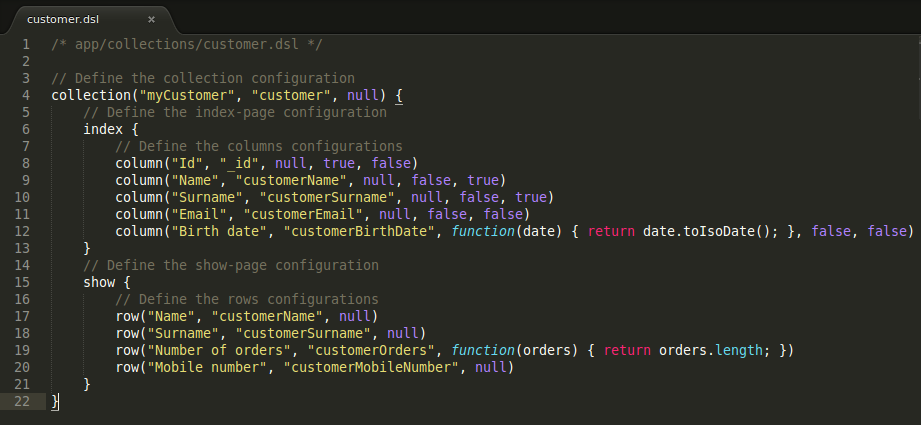 customer.dsl ×
1 /* app/collections/customer.dsl */
2
3 // Define the collection configuration
4 collection("myCustomer", "customer", null) {
5     // Define the index-page configuration
6     index {
7         // Define the columns configurations
8         column("Id", "_id", null, true, false)
9         column("Name", "customerName", null, false, true)
10         column("Surname", "customerSurname", null, false, true)
11         column("Email", "customerEmail", null, false, false)
12         column("Birth date", "customerBirthDate", function(date) { return date.toIsoDate(); }, false, false)
13     }
14     // Define the show-page configuration
15     show {
16         // Define the rows configurations
17         row("Name", "customerName", null)
18         row("Surname", "customerSurname", null)
19         row("Number of orders", "customerOrders", function(orders) { return orders.length; })
20         row("Mobile number", "customerMobileNumber", null)
21     }
22 }